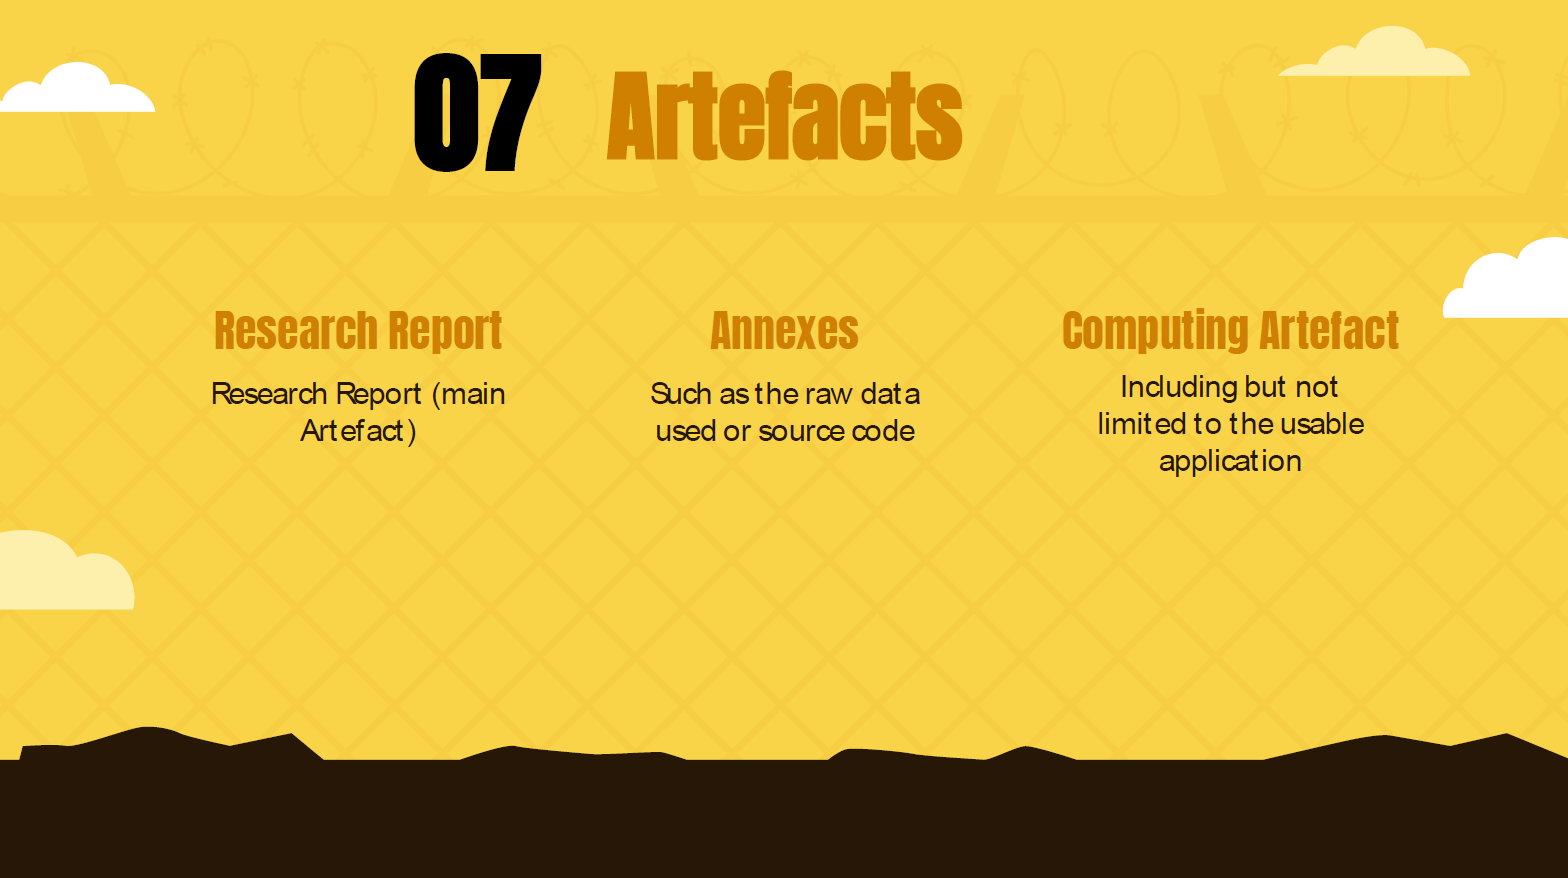 07 Artefacts
Research Report
Research Report (main
Artefact)
Annexes
Such as the raw data
used or source code
Computing Artefact
Including but not
limited to the usable
application